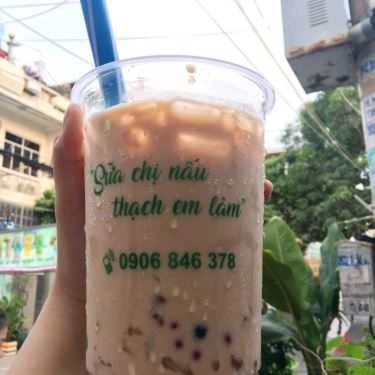 "Sữa chị nấu
thạch em làm"
0906 846 378